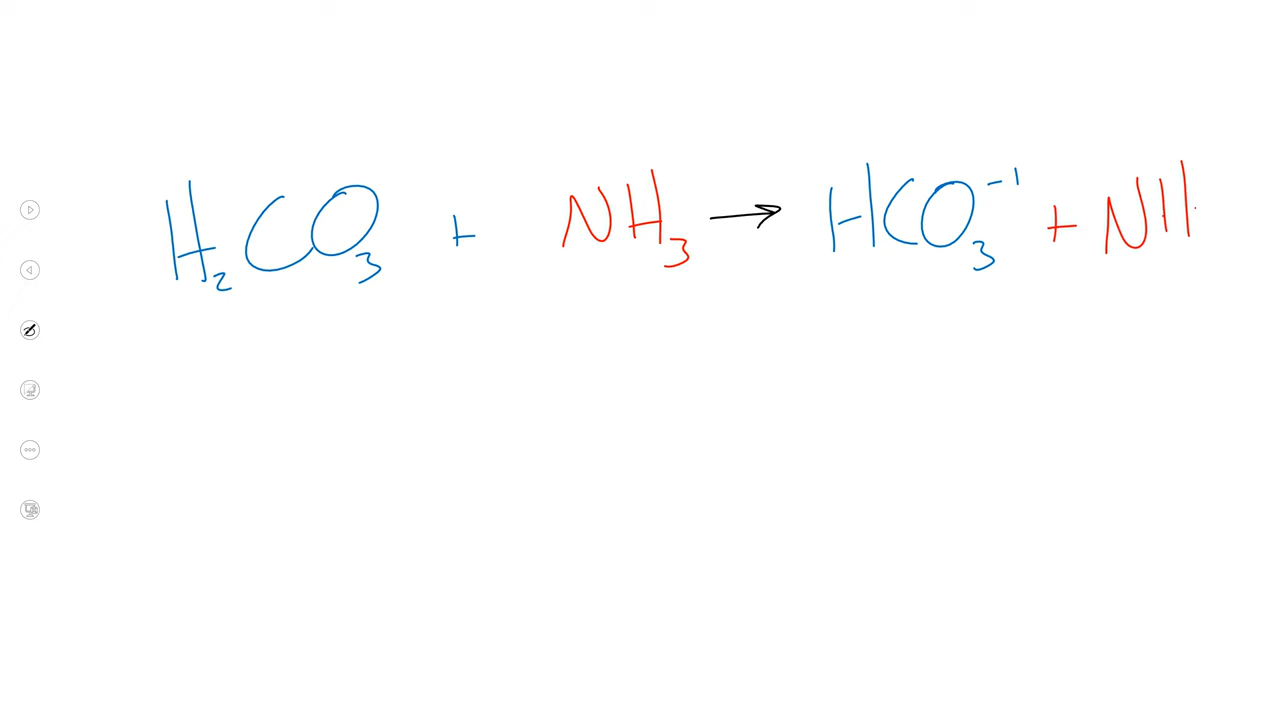 H₂CO₃ + NH₃ → HCO₃⁻¹ + NH